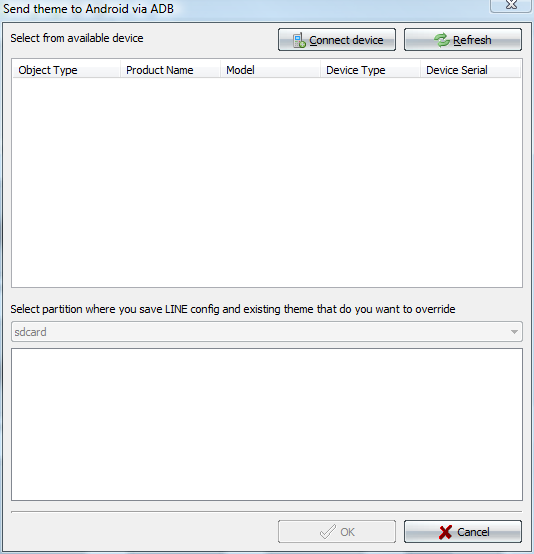 Send theme to Android via ADB
Select from available device
Connect device
Refresh
Object Type Product Name Model Device Type Device Serial
Select partition where you save LINE config and existing theme that do you want to override
sdcard
OK
Cancel